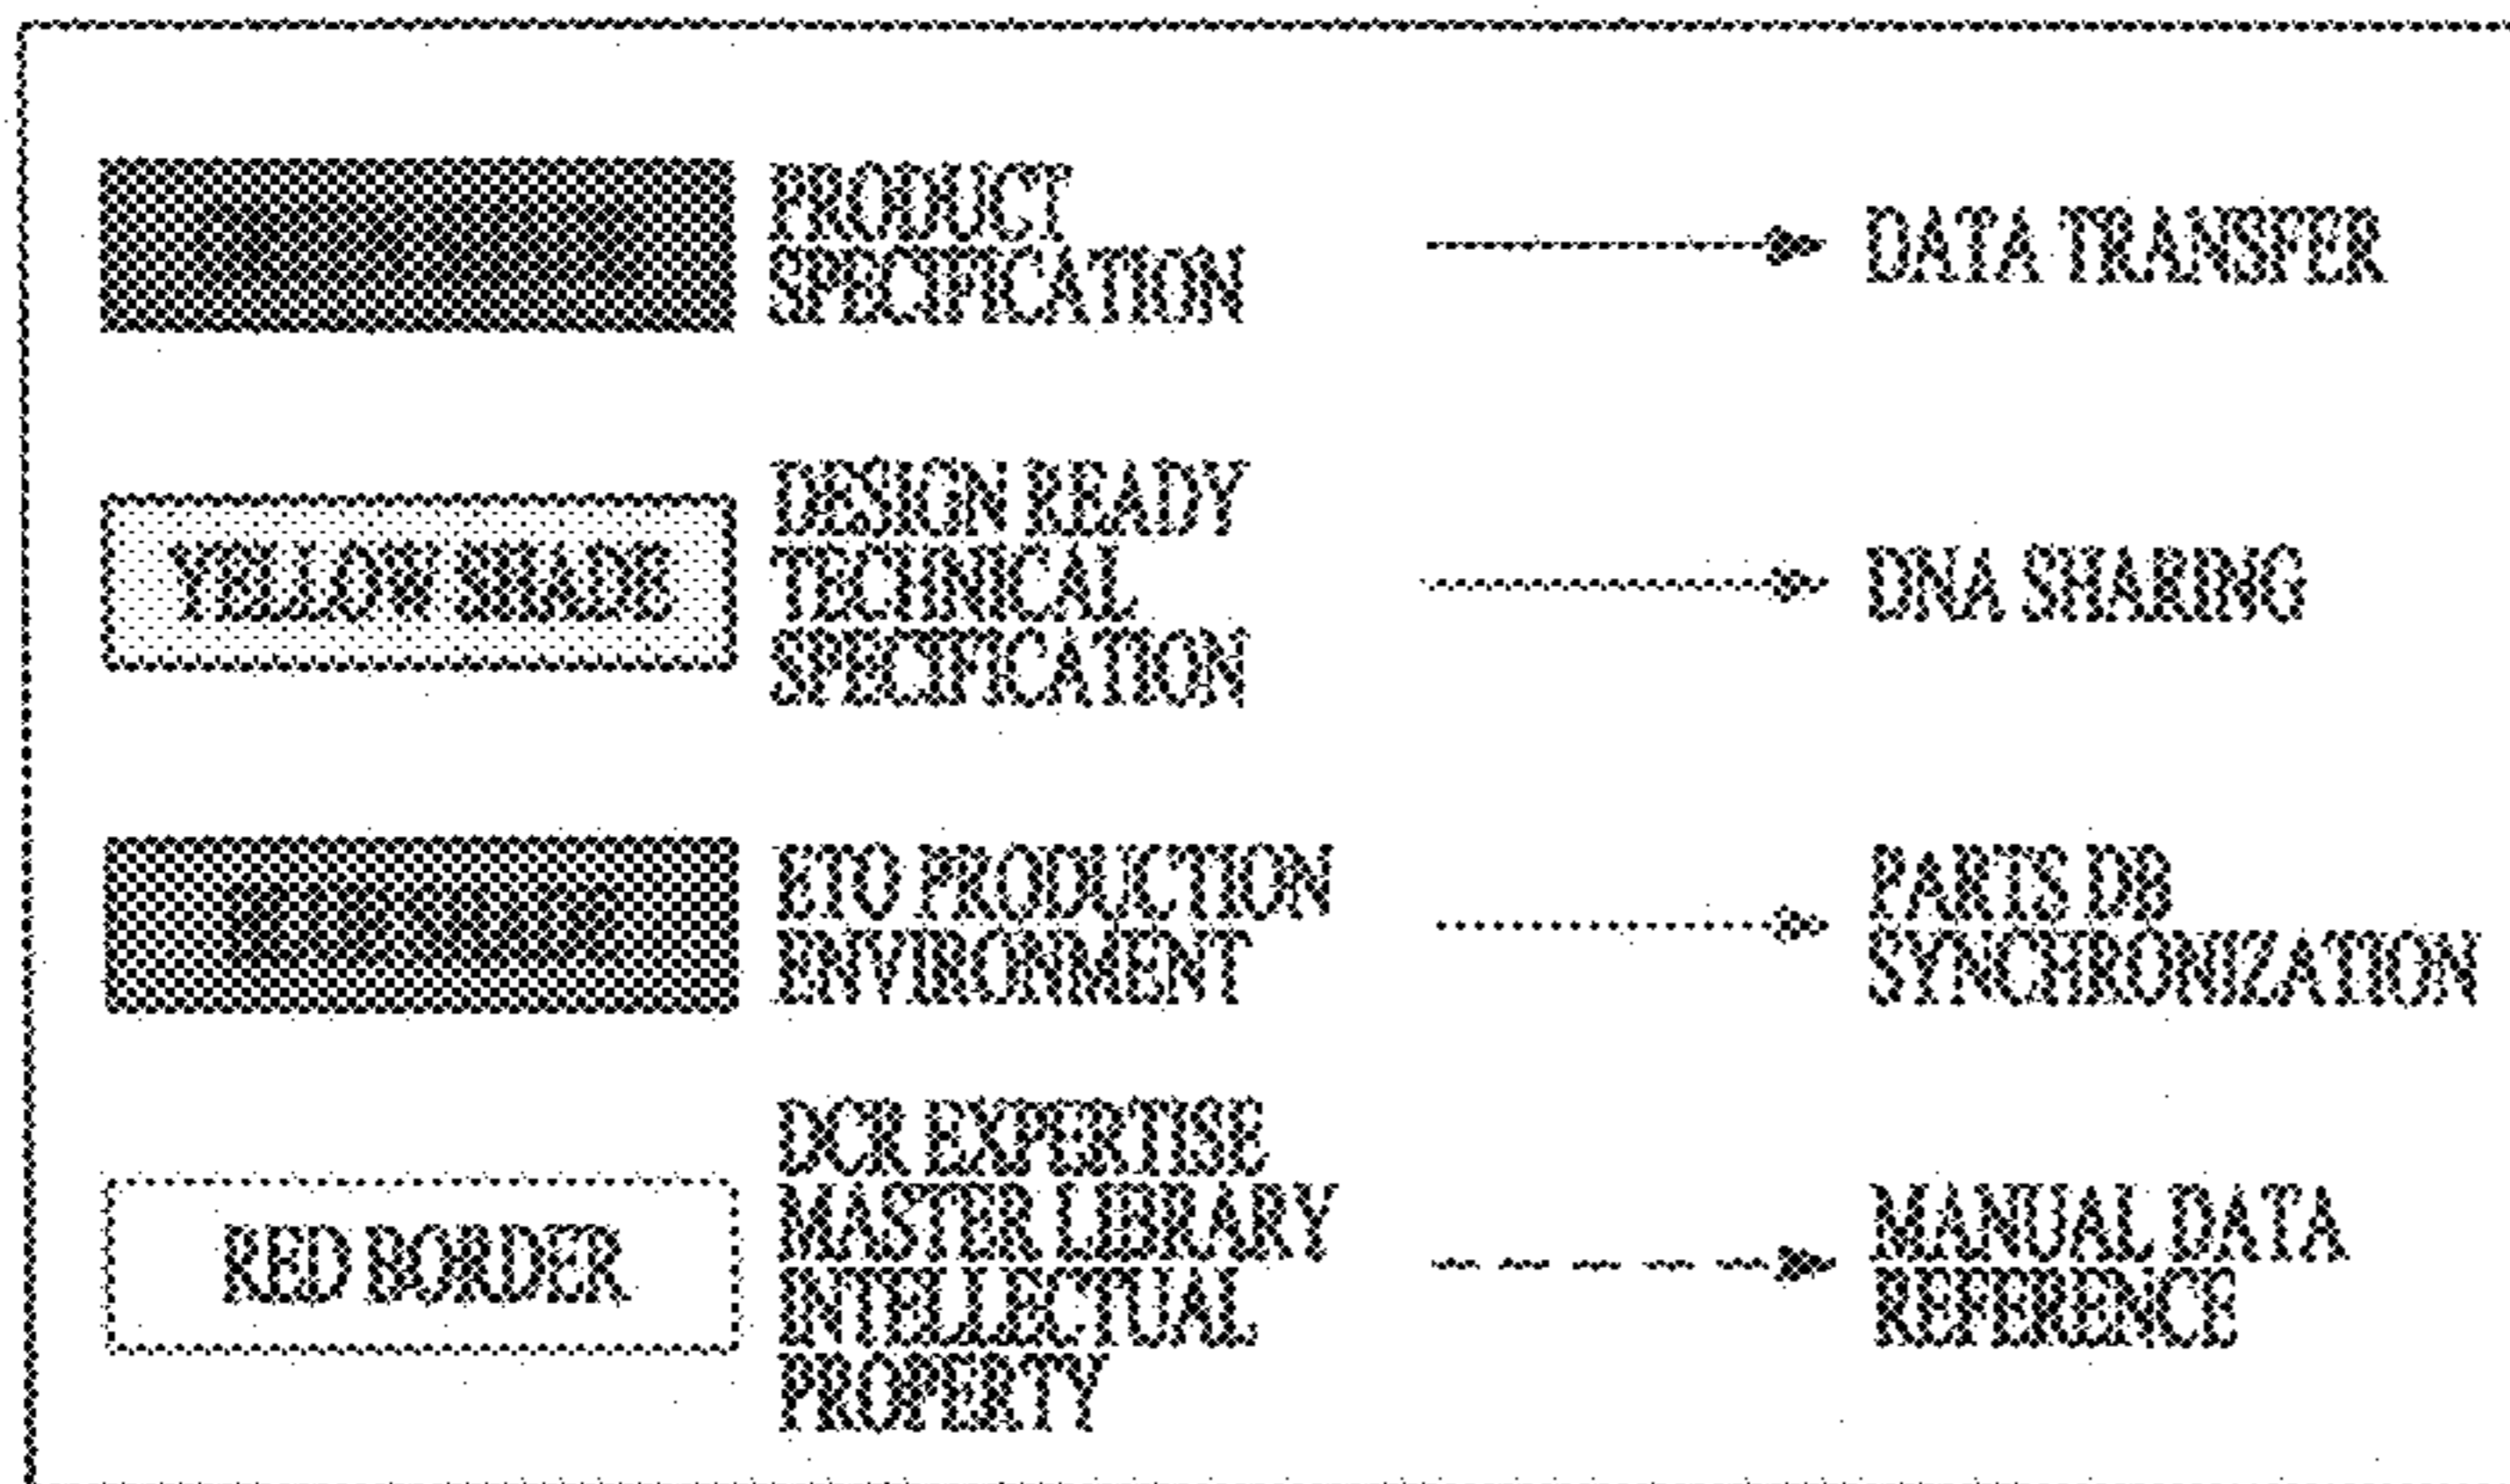 PRODUCT
SPECIFICATION
DATA TRANSFER
YELLOW SHADE
DESIGN READY
TECHNICAL
SPECIFICATION
DNA SHARING
ETO PRODUCTION
ENVIRONMENT
PARTS DB
SYNCHRONIZATION
RED BORDER
DCR EXPERTISE
MASTER LIBRARY
INTELLECTUAL
PROPERTY
MANUAL DATA
REFERENCE